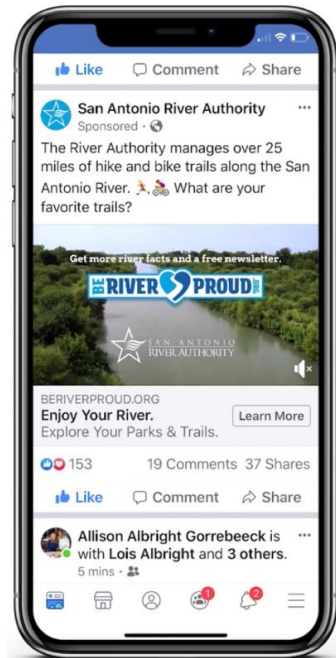 Like Comment Share
San Antonio River Authority
Sponsored ·
The River Authority manages over 25
miles of hike and bike trails along the San
Antonio River. 🏃🚴 What are your
favorite trails?
Get more river facts and a free newsletter.
BE RIVER PROUD.ORG
SAN ANTONIO
RIVER AUTHORITY
BERIVERPROUD.ORG
Enjoy Your River.
Learn More
Explore Your Parks & Trails.
153 19 Comments 37 Shares
Like Comment Share
Allison Albright Gorrebeeck is
with Lois Albright and 3 others.
5 mins ·
1 2